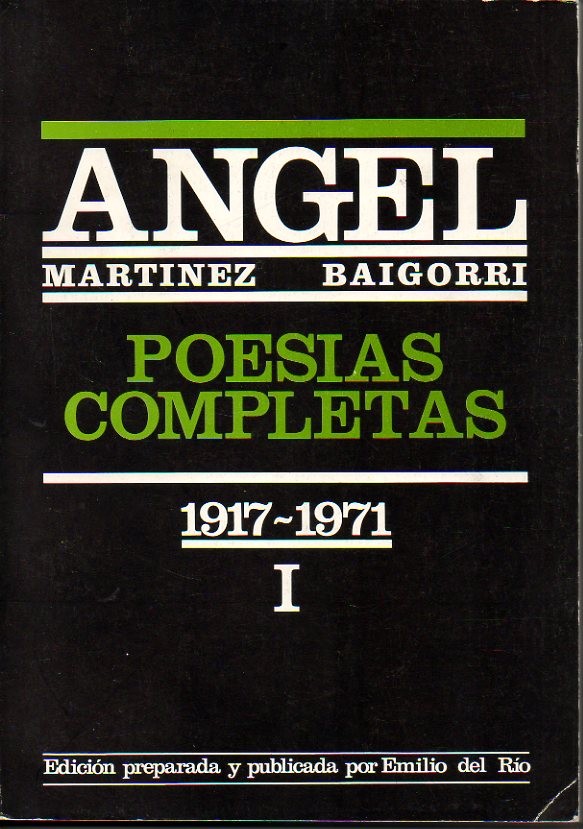 ANGEL
MARTINEZ BAIGORRI
POESIAS
COMPLETAS
1917~1971
I
Edición preparada y publicada por Emilio del Río